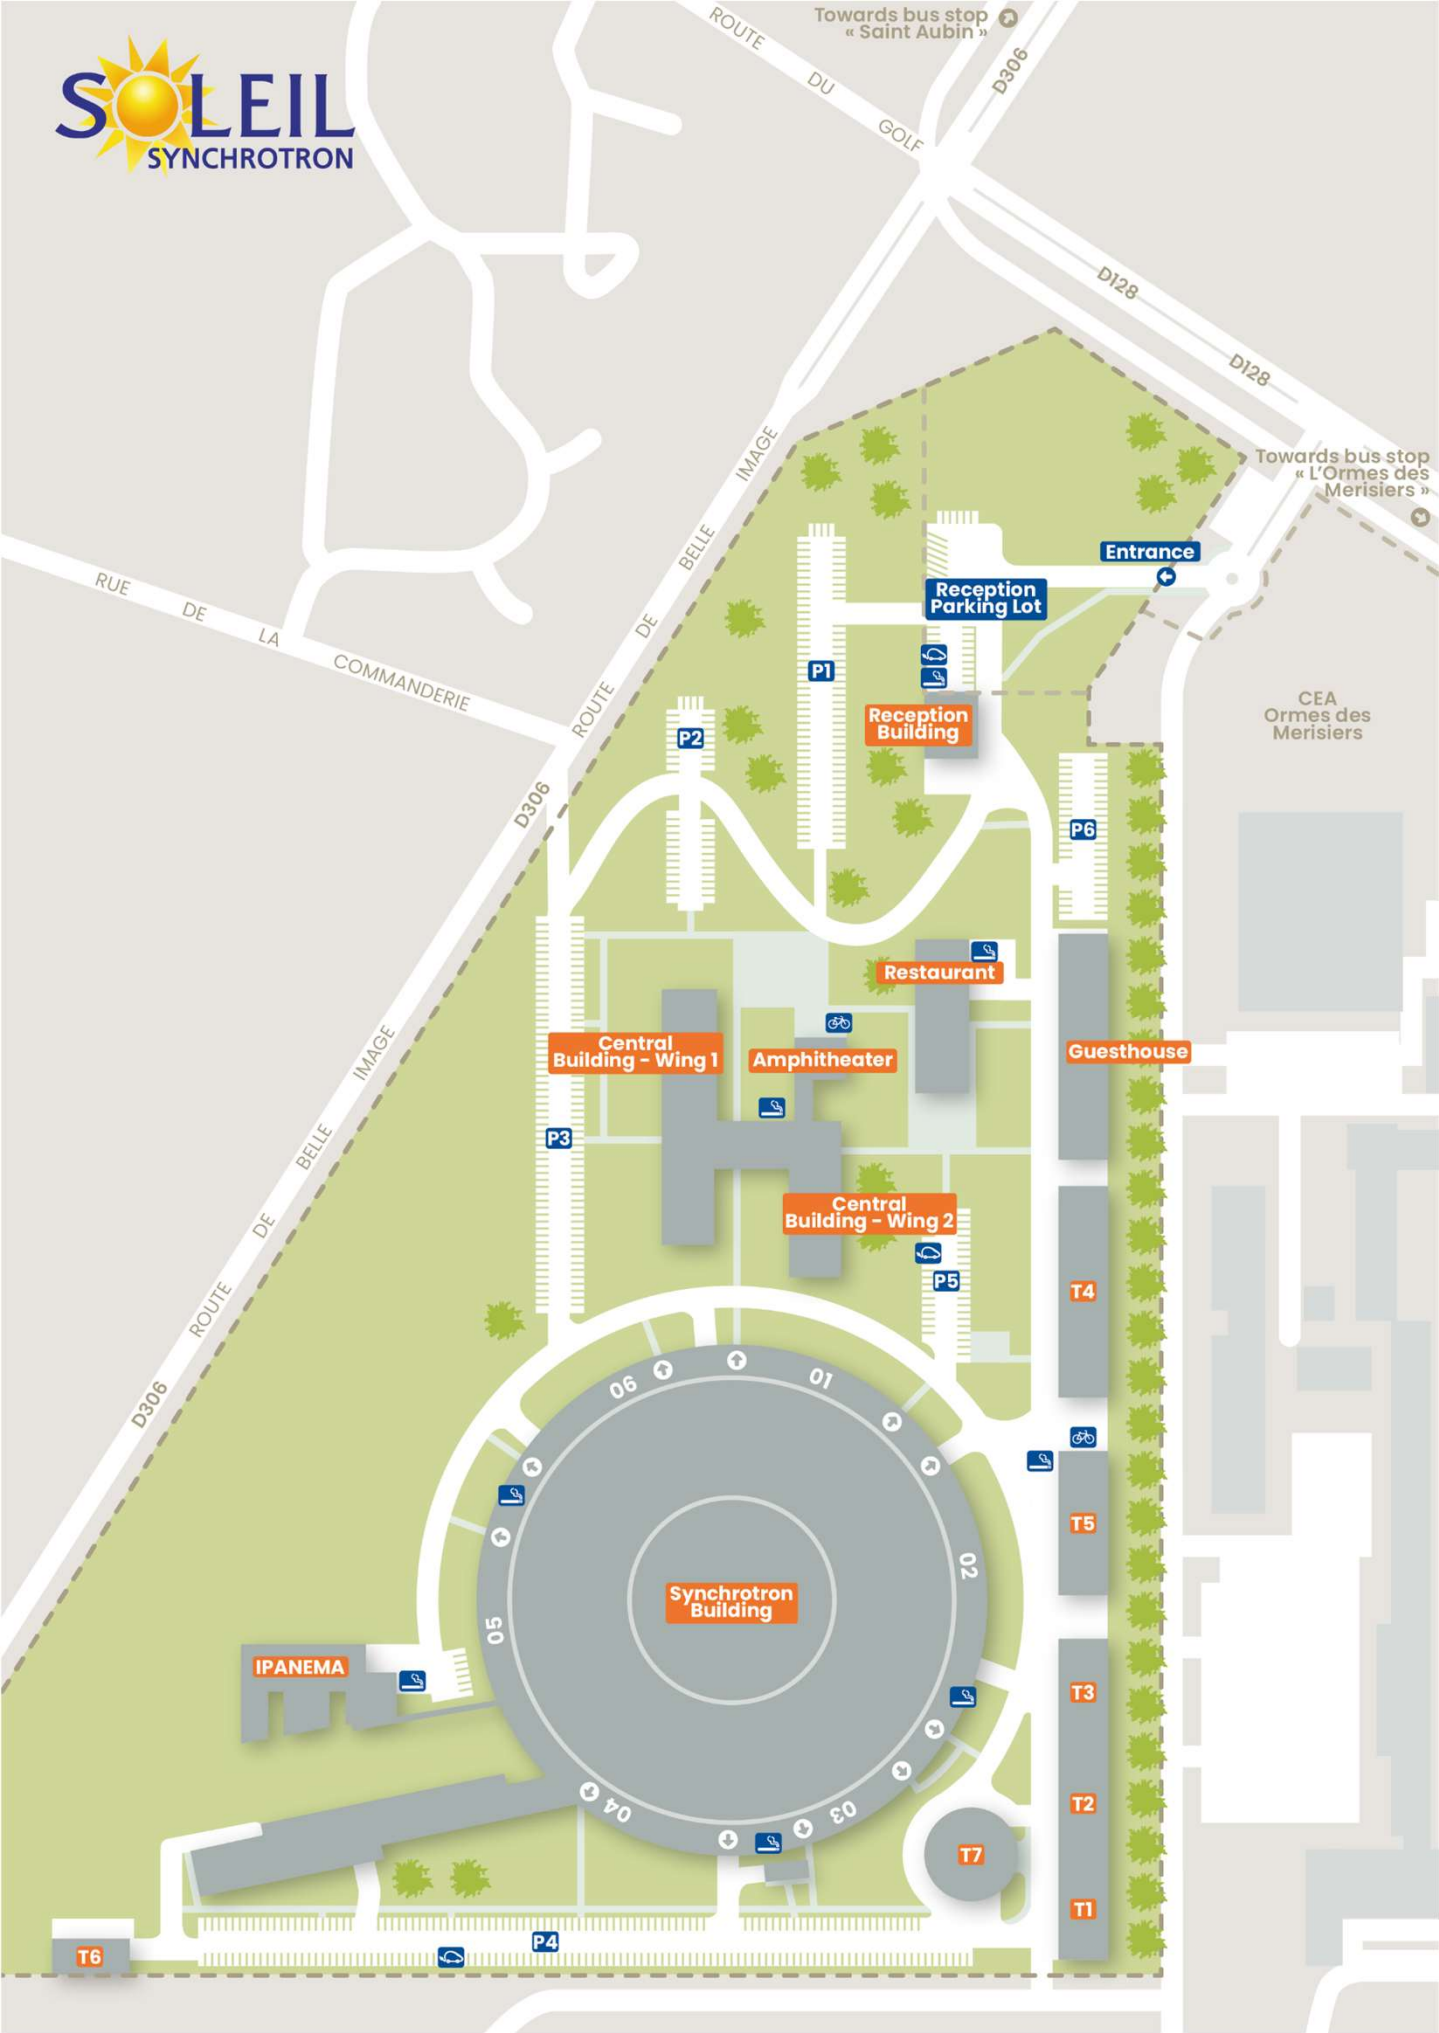 Towards bus stop
« Saint Aubin »
ROUTE DU GOLF
D306
SOLEIL
SYNCHROTRON
D128
D128
Towards bus stop
« L'Ormes des
Merisiers »
ROUTE DE BELLE IMAGE
Entrance
Reception
Parking Lot
RUE DE LA COMMANDERIE
P1
CEA
Ormes des
Merisiers
Reception
Building
P2
D306
P6
Restaurant
Central
Building - Wing 1
Amphitheater
Guesthouse
P3
ROUTE DE BELLE IMAGE
Central
Building - Wing 2
P5
T4
D306
06
01
T5
02
Synchrotron
Building
05
IPANEMA
T3
04
03
T2
T7
T1
P4
T6